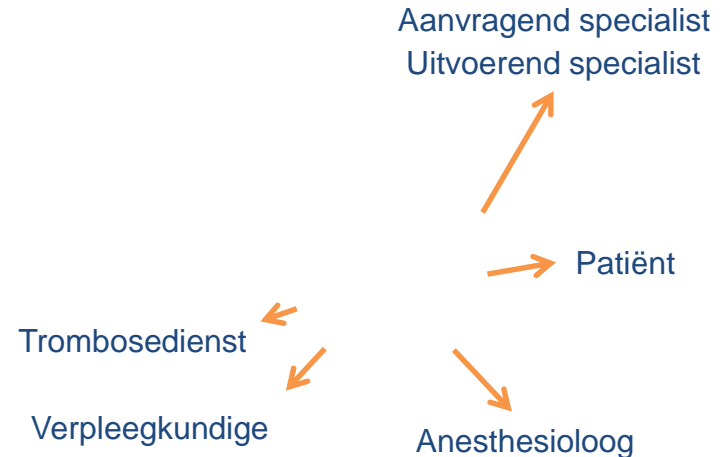 Aanvragend specialist
Uitvoerend specialist
Patiënt
Trombosedienst
Verpleegkundige
Anesthesioloog